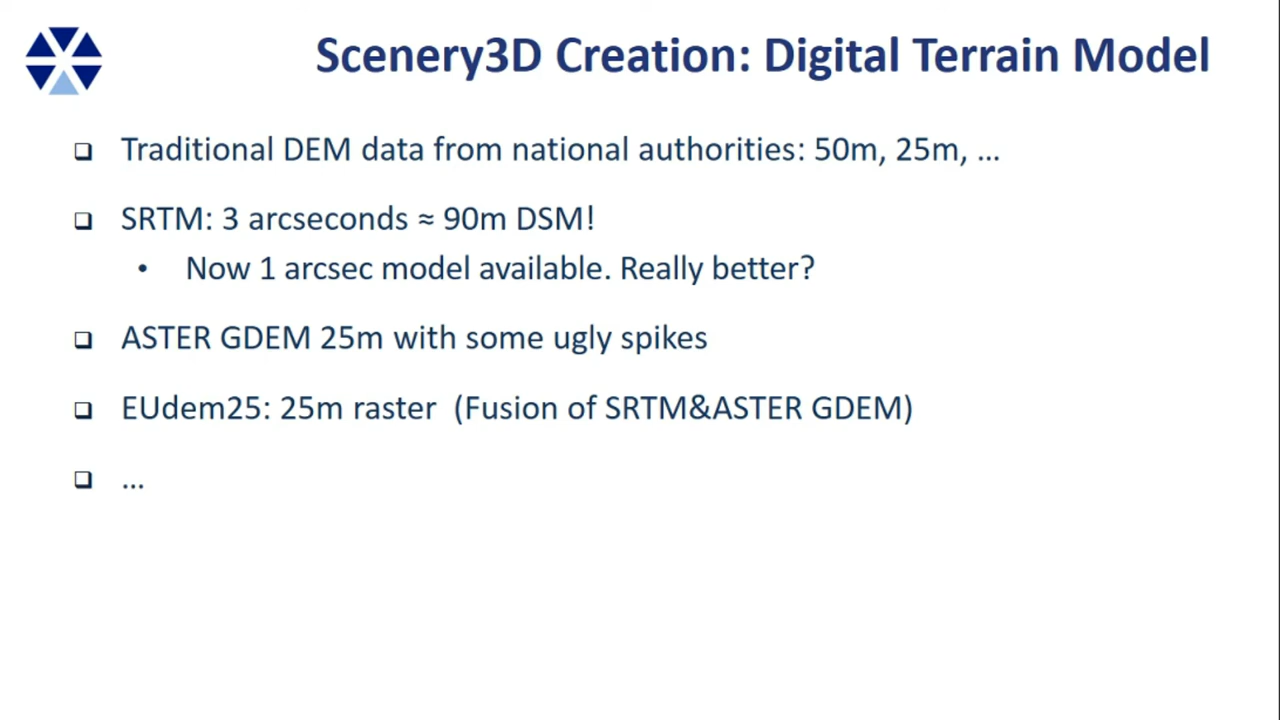 Scenery3D Creation: Digital Terrain Model
❑ Traditional DEM data from national authorities: 50m, 25m, …
❑ SRTM: 3 arcseconds ≈ 90m DSM!
• Now 1 arcsec model available. Really better?
❑ ASTER GDEM 25m with some ugly spikes
❑ EUdem25: 25m raster (Fusion of SRTM&ASTER GDEM)
❑ …